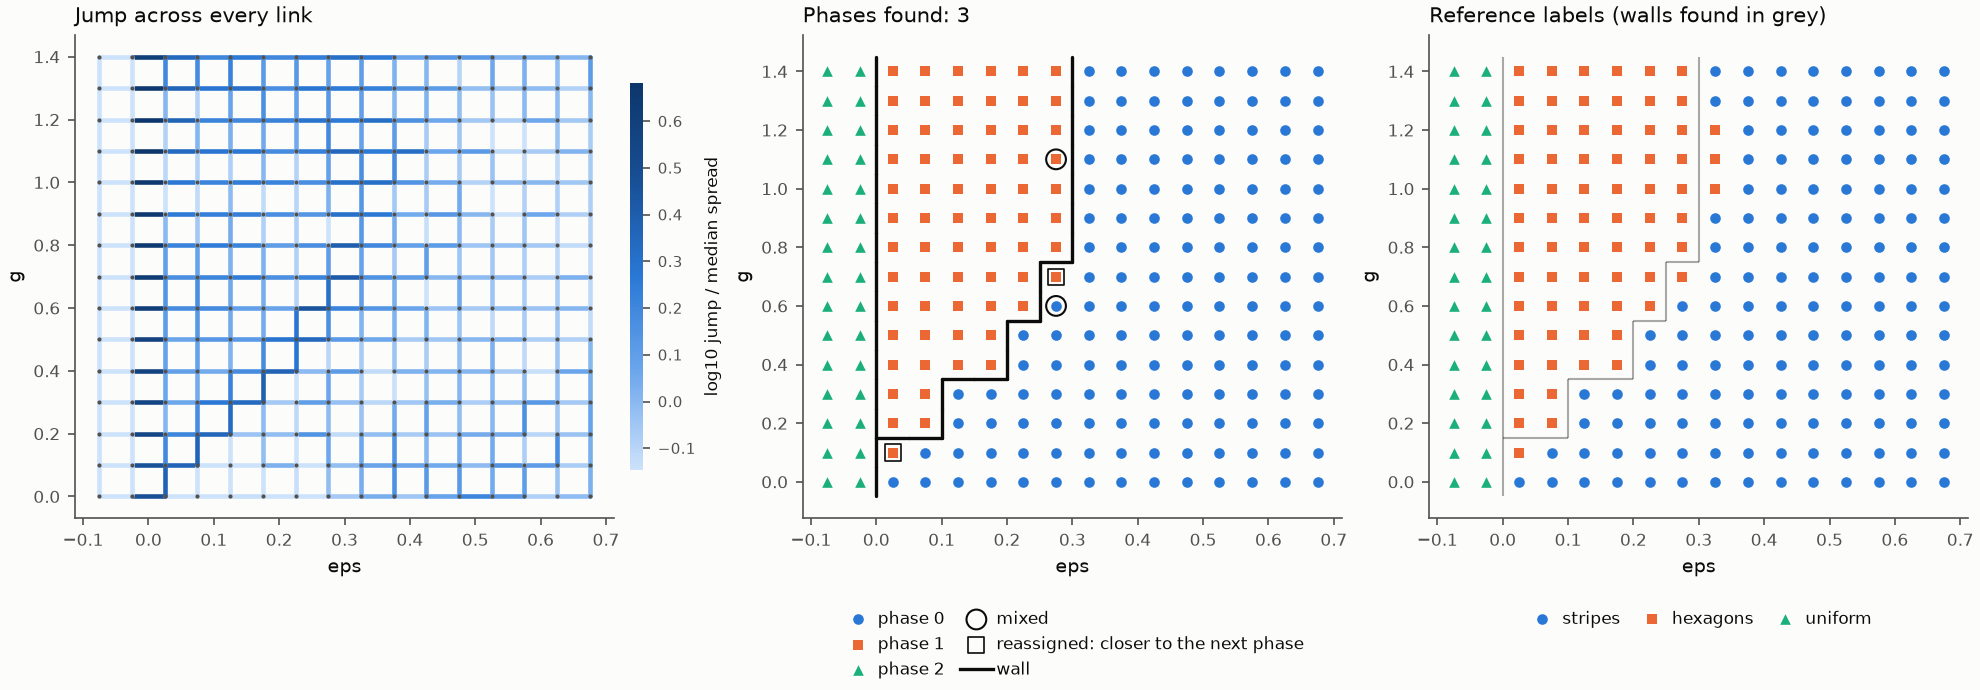 Jump across every link
Phases found: 3
Reference labels (walls found in grey)
1.4
1.2
1.0
0.8
0.6
0.4
0.2
0.0
g
−0.1 0.0 0.1 0.2 0.3 0.4 0.5 0.6 0.7
eps
0.6
0.5
0.4
0.3
0.2
0.1
0.0
−0.1
log10 jump / median spread
1.4
1.2
1.0
0.8
0.6
0.4
0.2
0.0
g
−0.1 0.0 0.1 0.2 0.3 0.4 0.5 0.6 0.7
eps
phase 0
phase 1
phase 2
mixed
reassigned: closer to the next phase
wall
1.4
1.2
1.0
0.8
0.6
0.4
0.2
0.0
g
−0.1 0.0 0.1 0.2 0.3 0.4 0.5 0.6 0.7
eps
stripes hexagons uniform